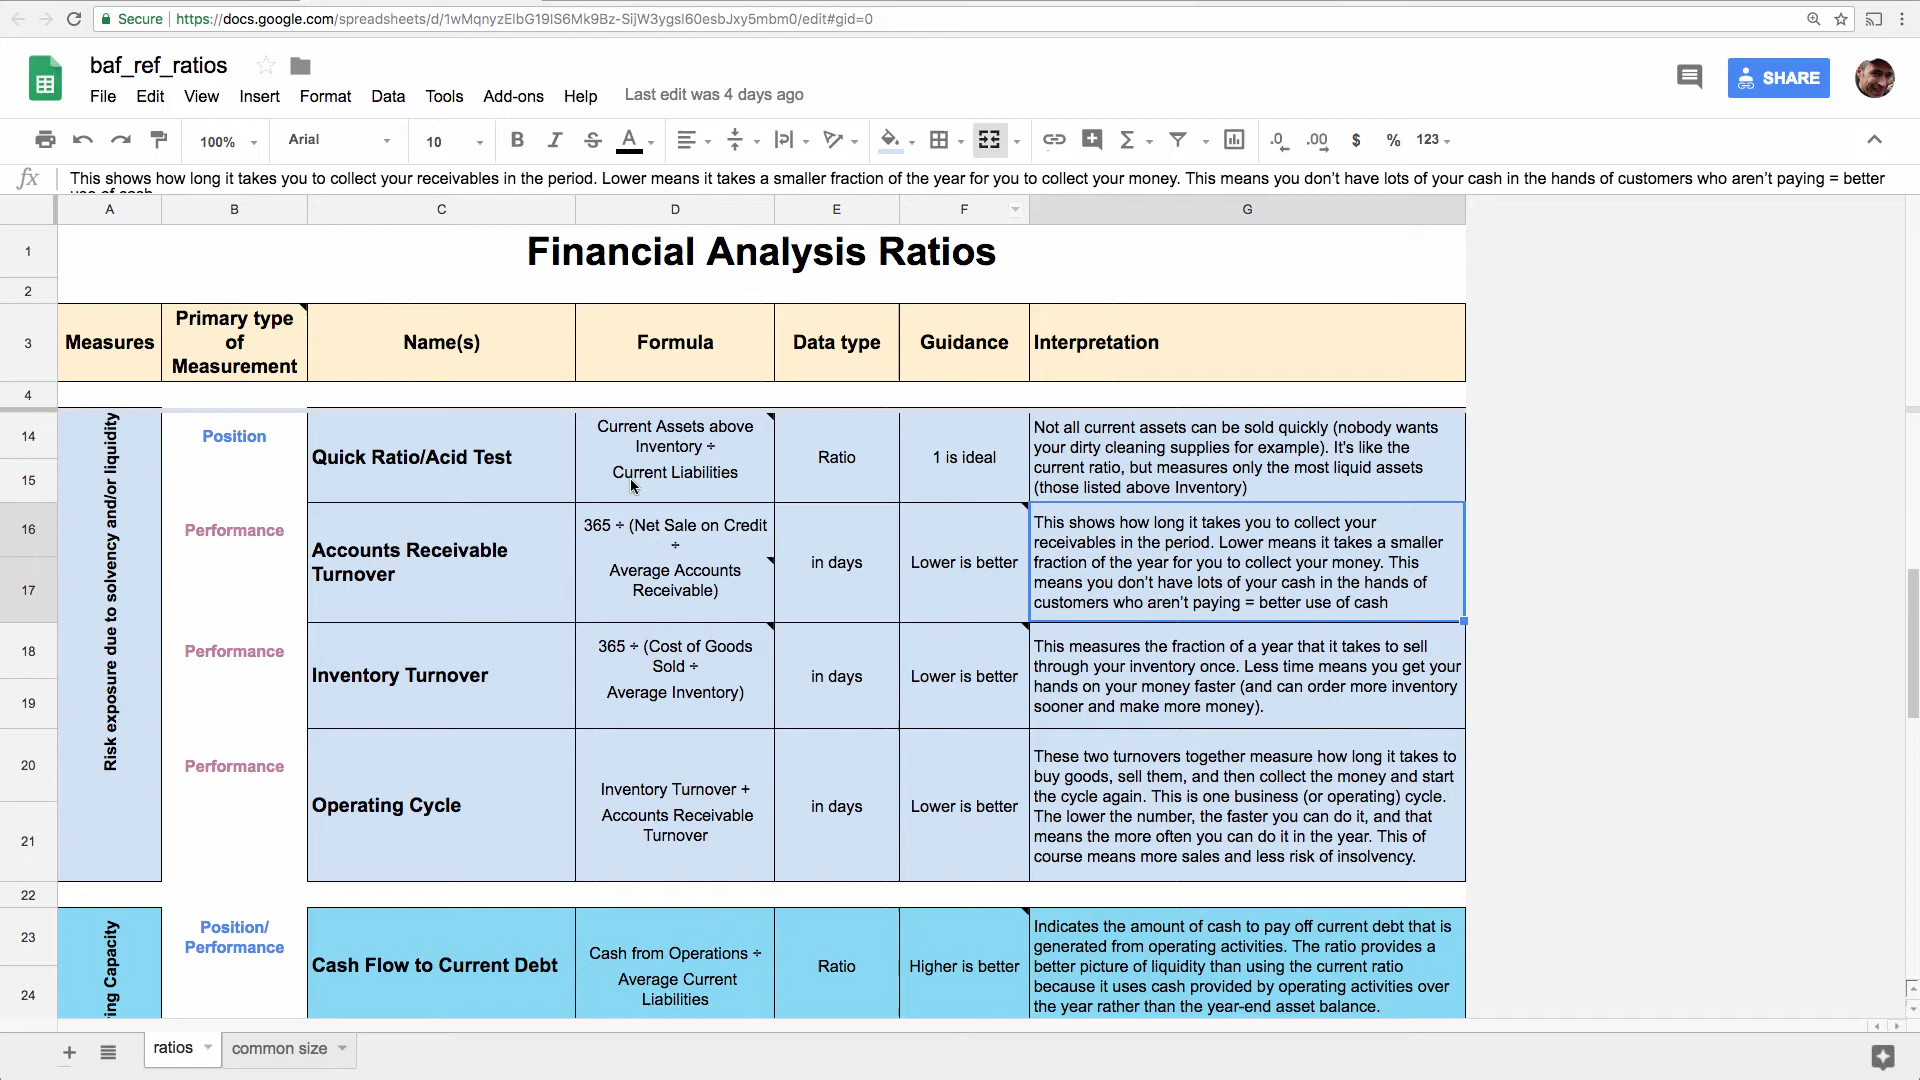 Secure
https://docs.google.com/spreadsheets/d/1wMqnyzElbG19lS6Mk9Bz-SijW3ygsl60esbJxy5mbm0/edit#gid=0
baf_ref_ratios
File Edit View Insert Format Data Tools Add-ons Help Last edit was 4 days ago
SHARE
100% Arial 10 B I S A Σ .0 .00 $ % 123
fx This shows how long it takes you to collect your receivables in the period. Lower means it takes a smaller fraction of the year for you to collect your money. This means you don’t have lots of your cash in the hands of customers who aren’t paying = better
use of cash
A B C D E F G
1
Financial Analysis Ratios
2
3
Measures
Primary type
of
Measurement
Name(s)
Formula
Data type
Guidance
Interpretation
4
Risk exposure due to solvency and/or liquidity
14
15
Position
Quick Ratio/Acid Test
Current Assets above
Inventory ÷
Current Liabilities
Ratio
1 is ideal
Not all current assets can be sold quickly (nobody wants
your dirty cleaning supplies for example). It's like the
current ratio, but measures only the most liquid assets
(those listed above Inventory)
16
17
Performance
Accounts Receivable
Turnover
365 ÷ (Net Sale on Credit
÷
Average Accounts
Receivable)
in days
Lower is better
This shows how long it takes you to collect your
receivables in the period. Lower means it takes a smaller
fraction of the year for you to collect your money. This
means you don’t have lots of your cash in the hands of
customers who aren’t paying = better use of cash
18
19
Performance
Inventory Turnover
365 ÷ (Cost of Goods
Sold ÷
Average Inventory)
in days
Lower is better
This measures the fraction of a year that it takes to sell
through your inventory once. Less time means you get your
hands on your money faster (and can order more inventory
sooner and make more money).
20
21
Performance
Operating Cycle
Inventory Turnover +
Accounts Receivable
Turnover
in days
Lower is better
These two turnovers together measure how long it takes to
buy goods, sell them, and then collect the money and start
the cycle again. This is one business (or operating) cycle.
The lower the number, the faster you can do it, and that
means the more often you can do it in the year. This of
course means more sales and less risk of insolvency.
22
23
24
ing Capacity
Position/
Performance
Cash Flow to Current Debt
Cash from Operations ÷
Average Current
Liabilities
Ratio
Higher is better
Indicates the amount of cash to pay off current debt that is
generated from operating activities. The ratio provides a
better picture of liquidity than using the current ratio
because it uses cash provided by operating activities over
the year rather than the year-end asset balance.
ratios common size